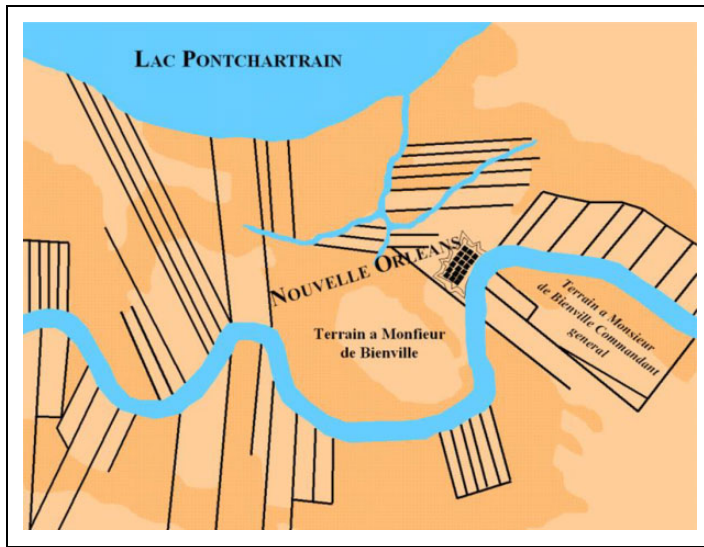 LAC PONTCHARTRAIN
NOUVELLE ORLEANS
Terrain a Monfieur
de Bienville
Terrain a Monsieur
de Bienville Commandant
general